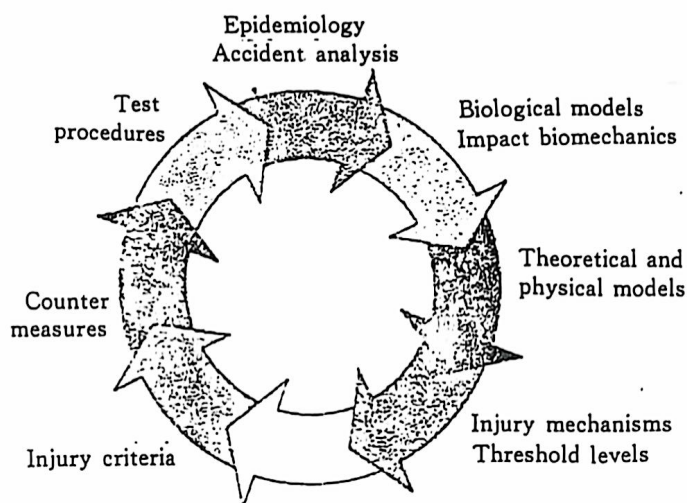 Epidemiology
Accident analysis
Biological models
Impact biomechanics
Theoretical and
physical models
Injury mechanisms
Threshold levels
Injury criteria
Counter
measures
Test
procedures